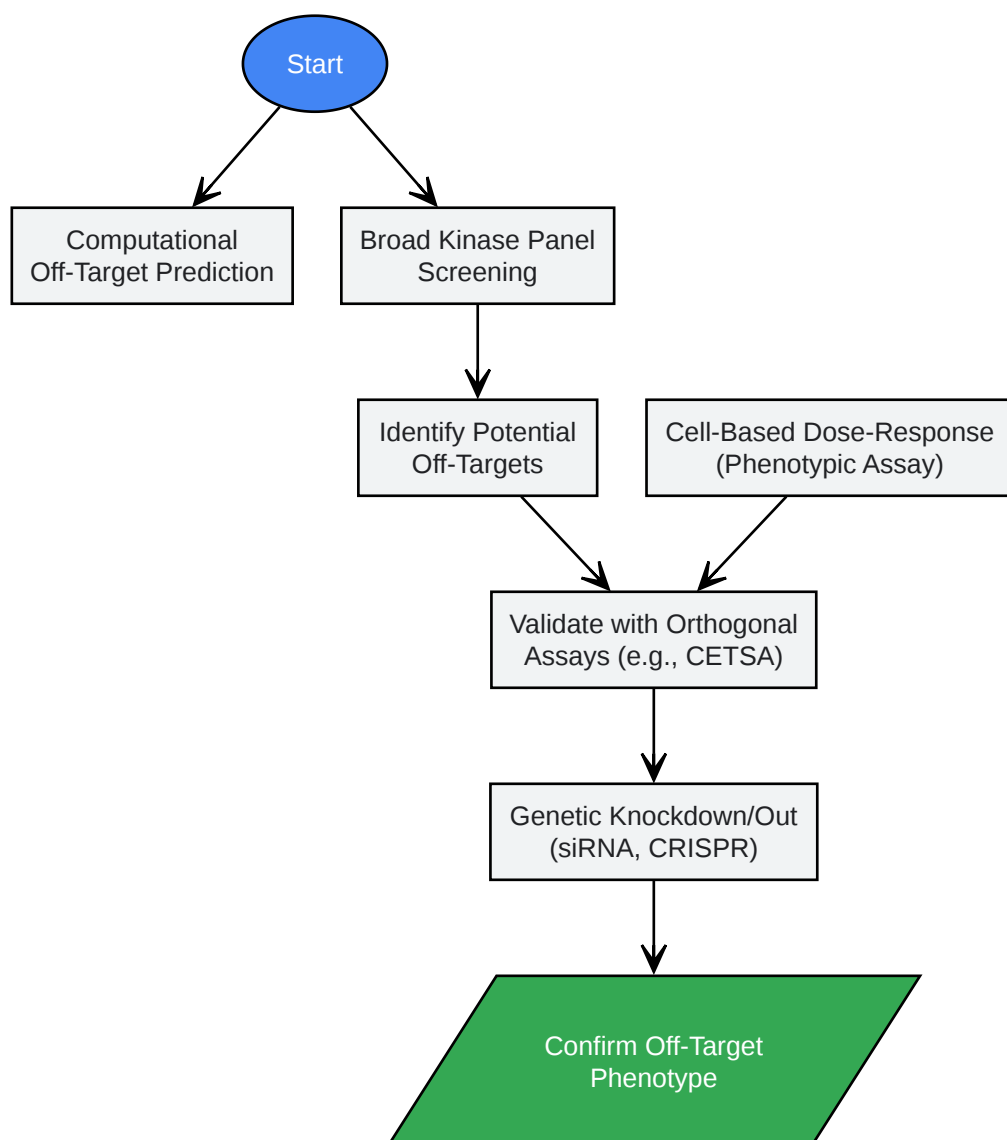 Start
Computational
Off-Target Prediction
Broad Kinase Panel
Screening
Identify Potential
Off-Targets
Cell-Based Dose-Response
(Phenotypic Assay)
Validate with Orthogonal
Assays (e.g., CETSA)
Genetic Knockdown/Out
(siRNA, CRISPR)
Confirm Off-Target
Phenotype